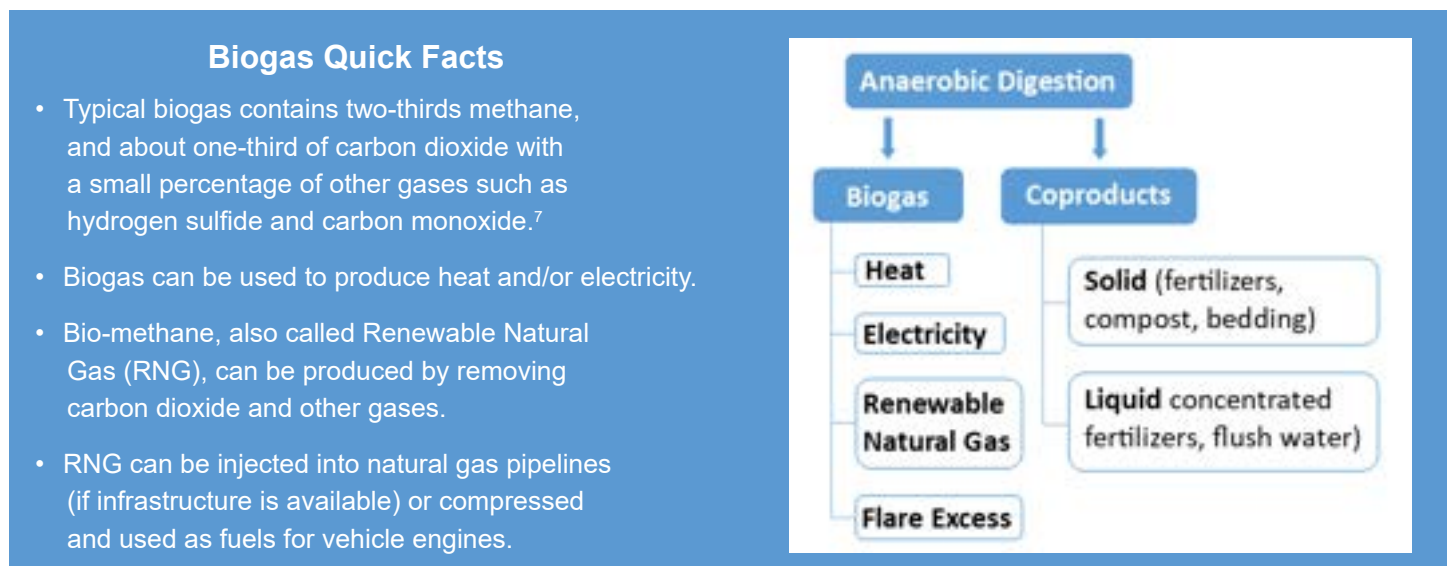 Biogas Quick Facts
• Typical biogas contains two-thirds methane,
and about one-third of carbon dioxide with
a small percentage of other gases such as
hydrogen sulfide and carbon monoxide.⁷
• Biogas can be used to produce heat and/or electricity.
• Bio-methane, also called Renewable Natural
Gas (RNG), can be produced by removing
carbon dioxide and other gases.
• RNG can be injected into natural gas pipelines
(if infrastructure is available) or compressed
and used as fuels for vehicle engines.
Anaerobic Digestion
Biogas
Heat
Electricity
Renewable
Natural Gas
Flare Excess
Coproducts
Solid (fertilizers,
compost, bedding)
Liquid concentrated
fertilizers, flush water)